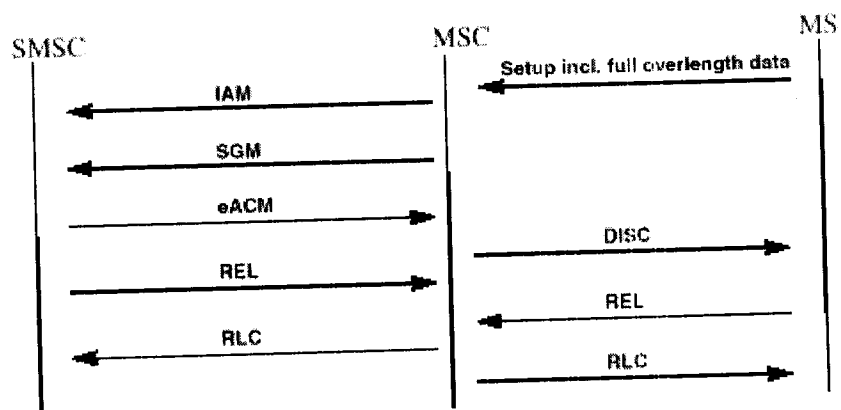 SMSC
MSC
MS
Setup incl. full overlength data
IAM
SGM
eACM
DISC
REL
REL
RLC
RLC